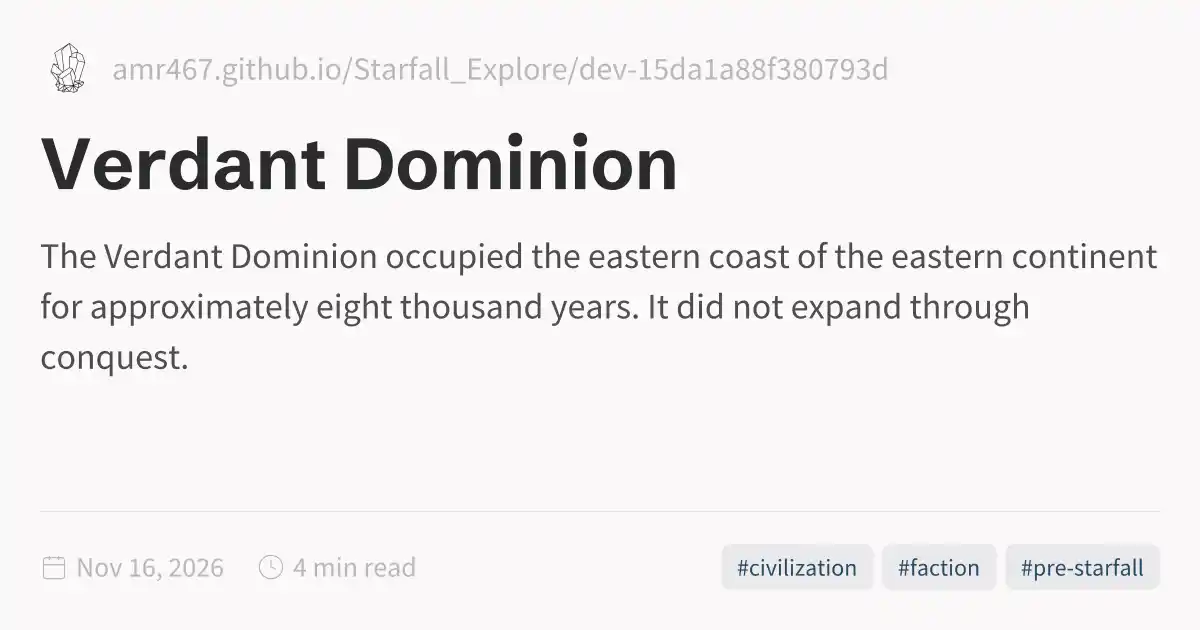 amr467.github.io/Starfall_Explore/dev-15da1a88f380793d
Verdant Dominion
The Verdant Dominion occupied the eastern coast of the eastern continent
for approximately eight thousand years. It did not expand through
conquest.
Nov 16, 2026 4 min read #civilization #faction #pre-starfall